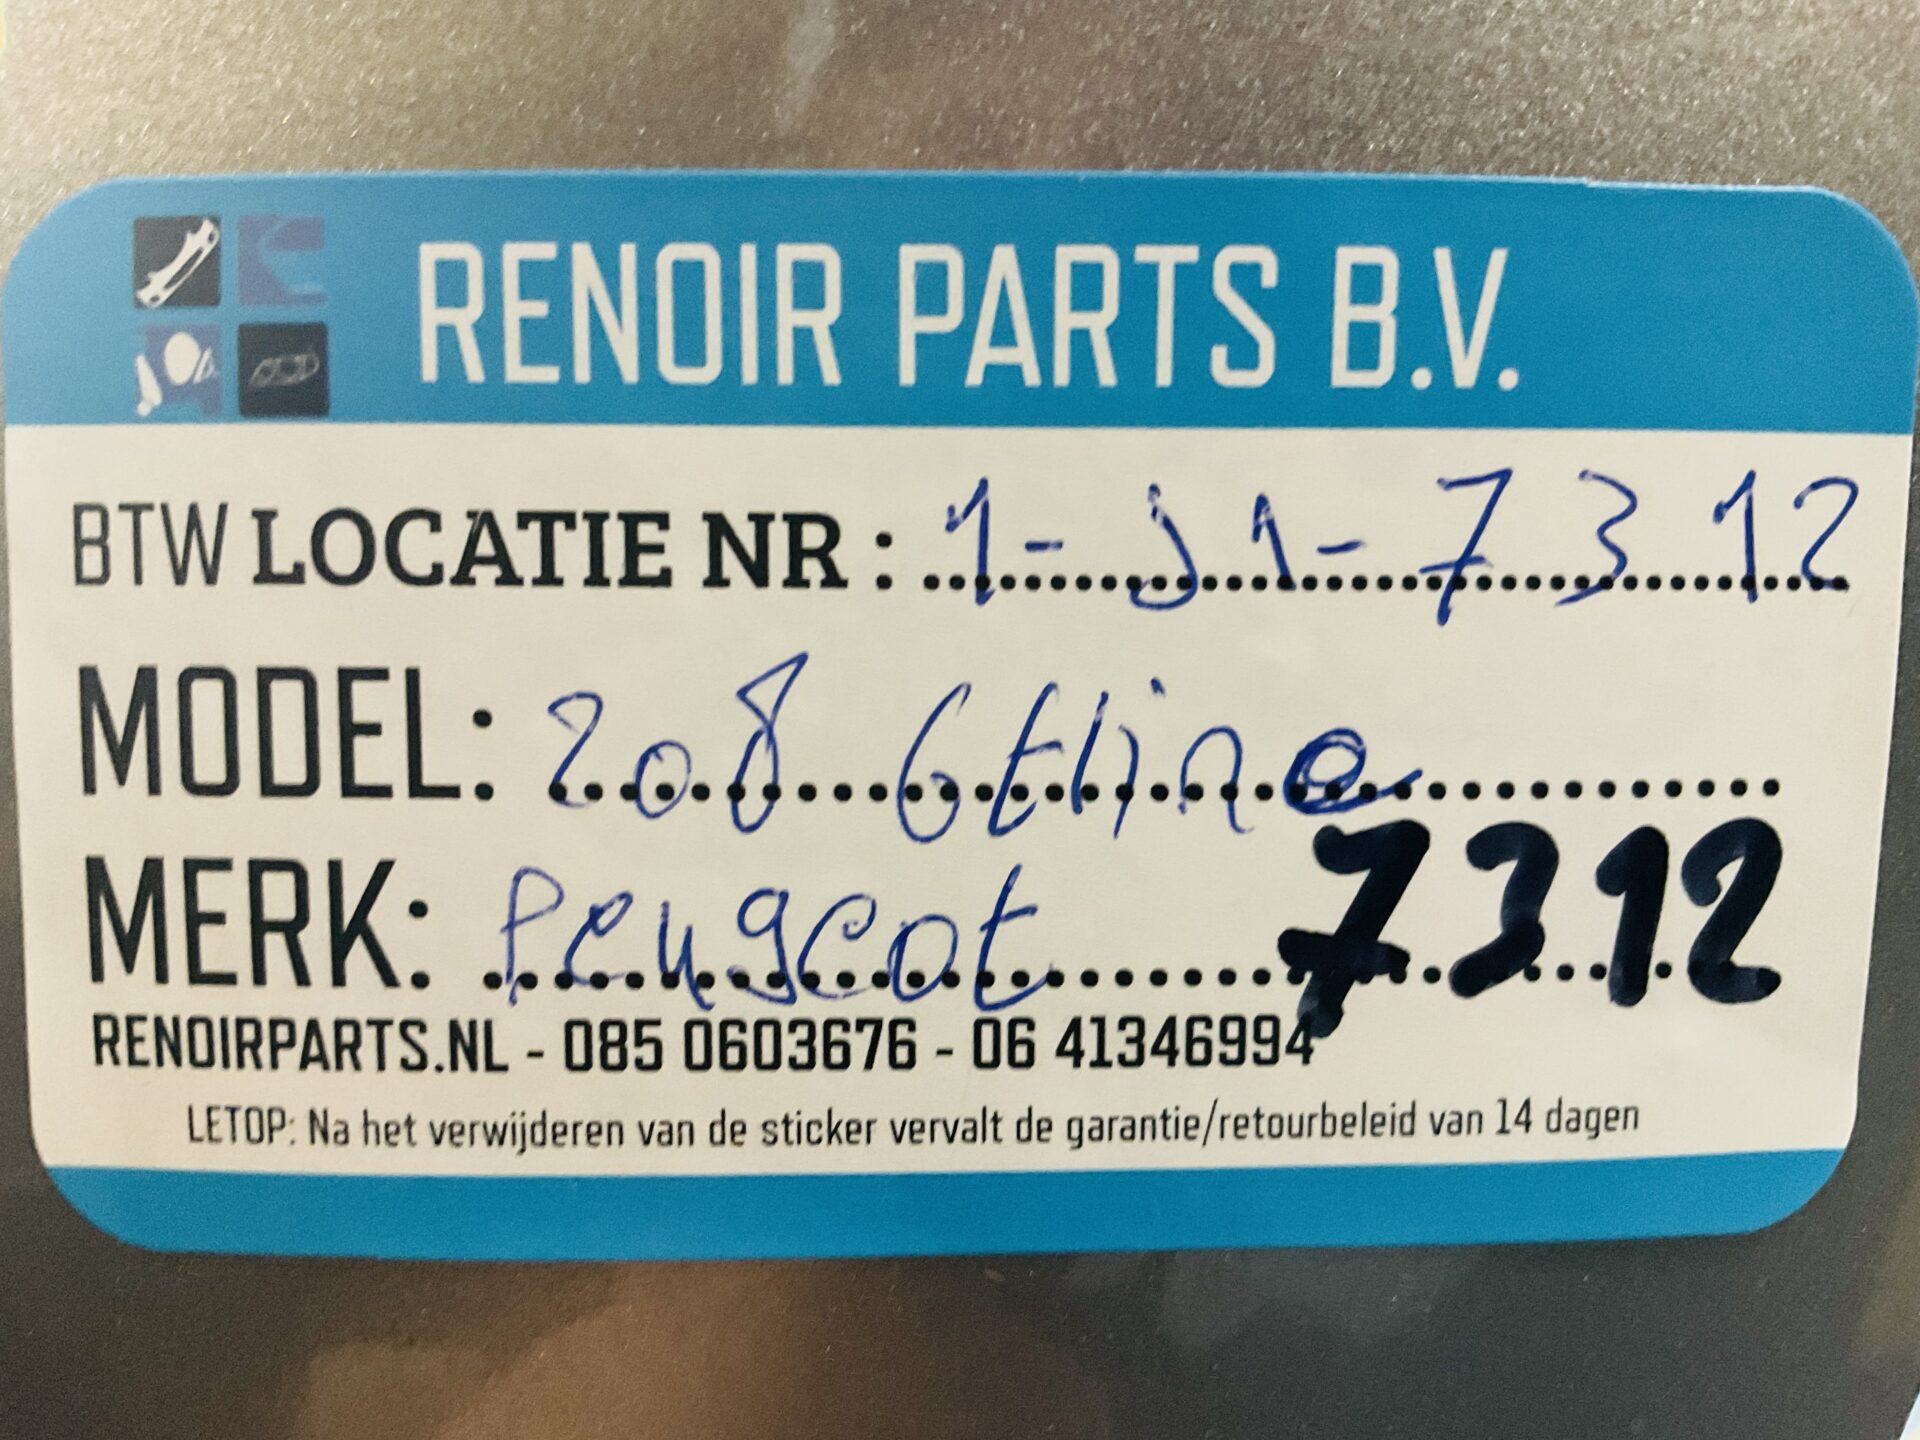 RENOIR PARTS B.V.
BTW LOCATIE NR : 1-J1-7312
MODEL: 208 Gtline
MERK: Peugeot 7312
RENOIRPARTS.NL - 085 0603676 - 06 41346994
LETOP: Na het verwijderen van de sticker vervalt de garantie/retourbeleid van 14 dagen